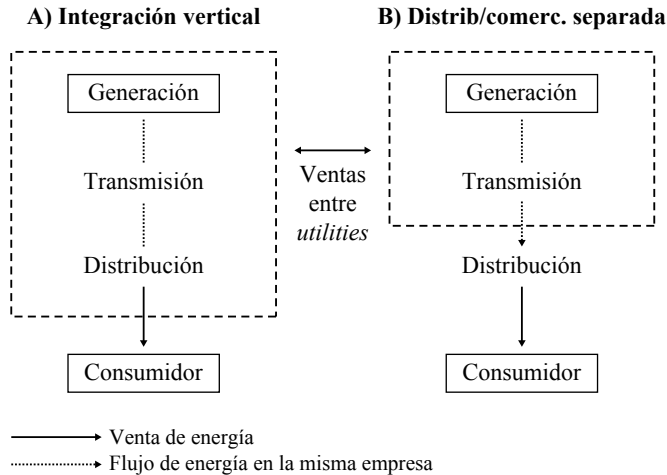 A) Integración vertical
Generación
Transmisión
Distribución
Consumidor
Ventas
entre
utilities
B) Distrib/comerc. separada
Generación
Transmisión
Distribución
Consumidor
Venta de energía
Flujo de energía en la misma empresa